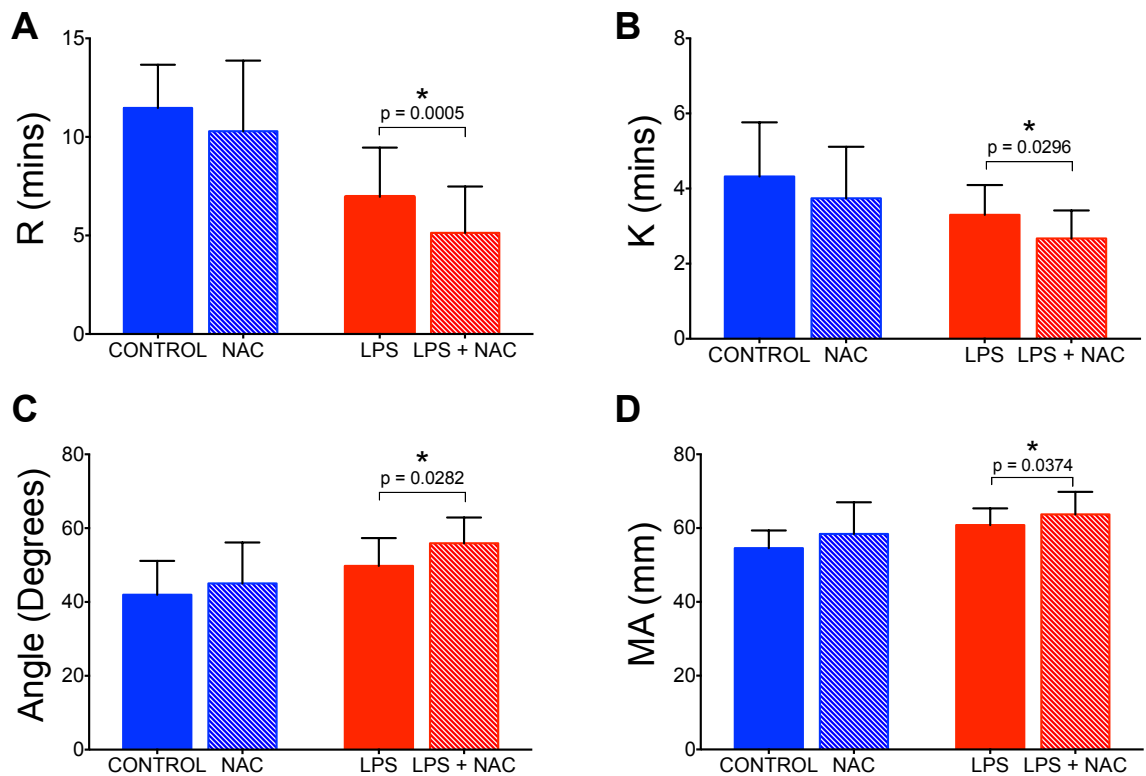 A
R (mins)
15
10
5
0
*
p = 0.0005
CONTROL NAC LPS LPS + NAC
B
K (mins)
8
6
4
2
0
*
p = 0.0296
CONTROL NAC LPS LPS + NAC
C
Angle (Degrees)
80
60
40
20
0
*
p = 0.0282
CONTROL NAC LPS LPS + NAC
D
MA (mm)
80
60
40
20
0
*
p = 0.0374
CONTROL NAC LPS LPS + NAC